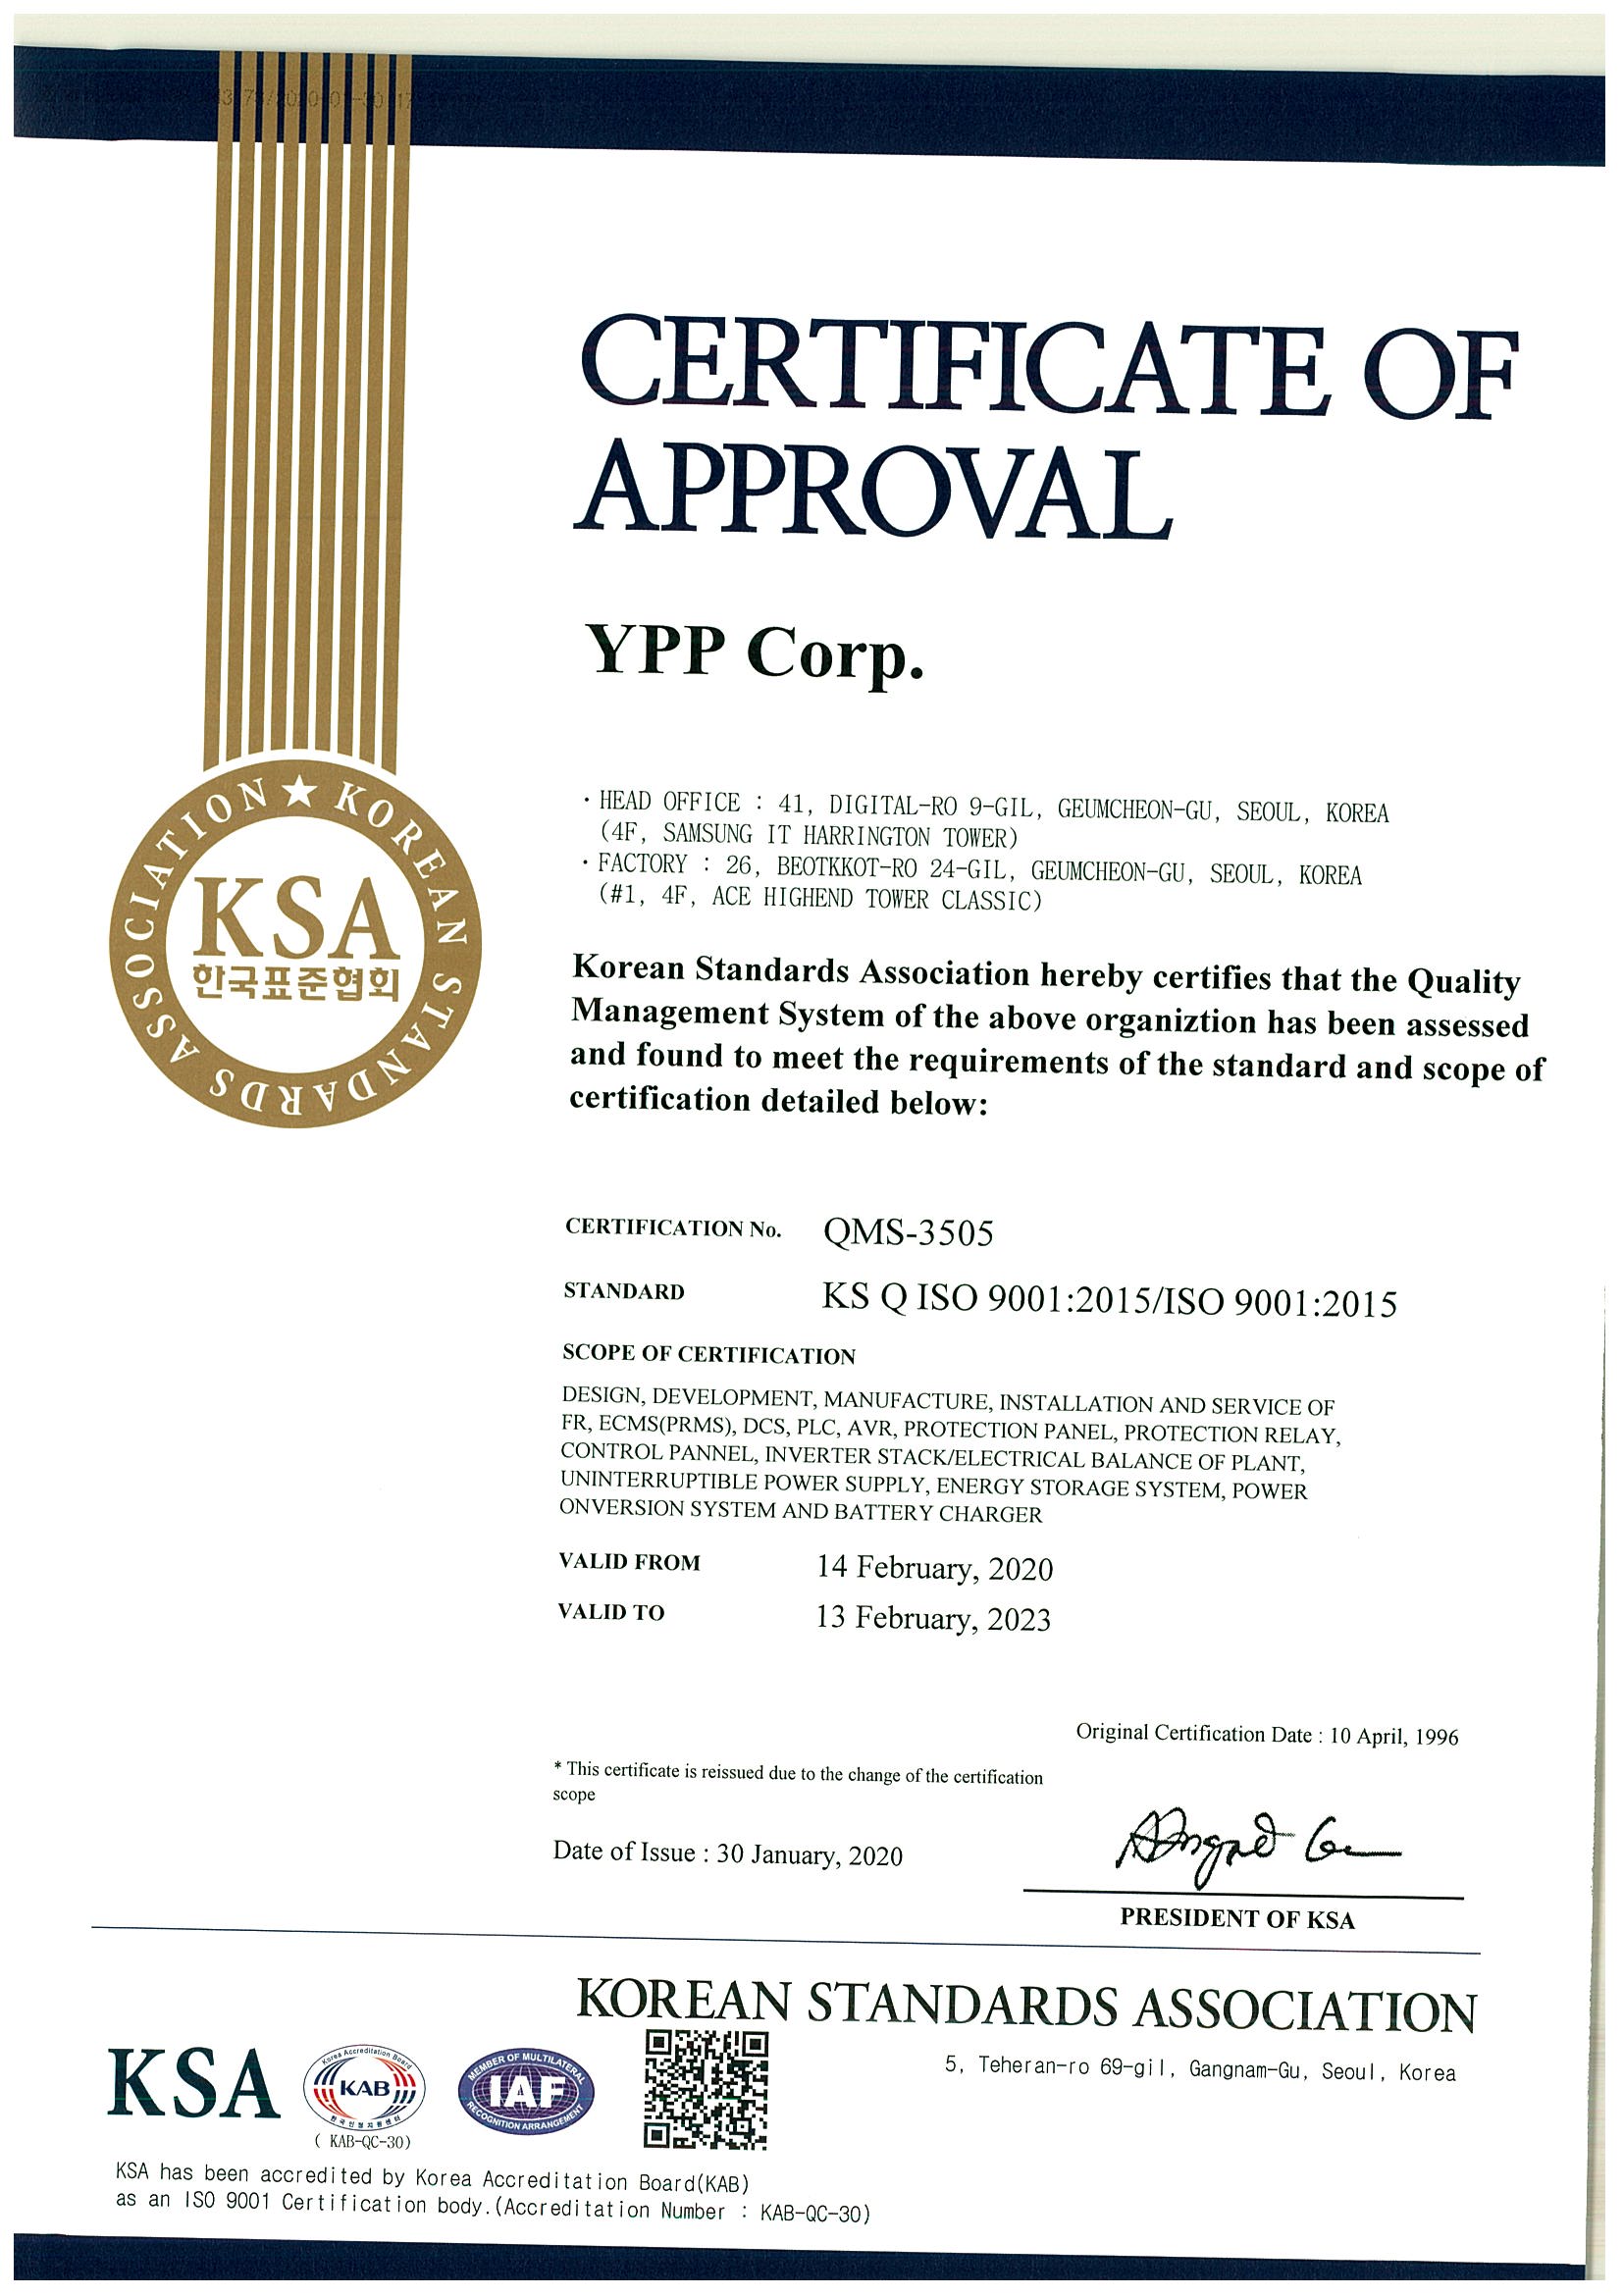 CERTIFICATE OF
APPROVAL
YPP Corp.
· HEAD OFFICE : 41, DIGITAL-RO 9-GIL, GEUMCHEON-GU, SEOUL, KOREA
(4F, SAMSUNG IT HARRINGTON TOWER)
· FACTORY : 26, BEOTKKOT-RO 24-GIL, GEUMCHEON-GU, SEOUL, KOREA
(#1, 4F, ACE HIGHEND TOWER CLASSIC)
KOREAN STANDARDS ASSOCIATION
KSA
한국표준협회
Korean Standards Association hereby certifies that the Quality
Management System of the above organiztion has been assessed
and found to meet the requirements of the standard and scope of
certification detailed below:
CERTIFICATION No. QMS-3505
STANDARD KS Q ISO 9001:2015/ISO 9001:2015
SCOPE OF CERTIFICATION
DESIGN, DEVELOPMENT, MANUFACTURE, INSTALLATION AND SERVICE OF
FR, ECMS(PRMS), DCS, PLC, AVR, PROTECTION PANEL, PROTECTION RELAY,
CONTROL PANNEL, INVERTER STACK/ELECTRICAL BALANCE OF PLANT,
UNINTERRUPTIBLE POWER SUPPLY, ENERGY STORAGE SYSTEM, POWER
ONVERSION SYSTEM AND BATTERY CHARGER
VALID FROM 14 February, 2020
VALID TO 13 February, 2023
Original Certification Date : 10 April, 1996
* This certificate is reissued due to the change of the certification
scope
Date of Issue : 30 January, 2020
PRESIDENT OF KSA
KOREAN STANDARDS ASSOCIATION
5, Teheran-ro 69-gil, Gangnam-Gu, Seoul, Korea
KSA
Korea Accreditation Board
KAB
한국인정지원센터
( KAB-QC-30)
MEMBER OF MULTILATERAL
IAF
RECOGNITION ARRANGEMENT
KSA has been accredited by Korea Accreditation Board(KAB)
as an ISO 9001 Certification body.(Accreditation Number : KAB-QC-30)